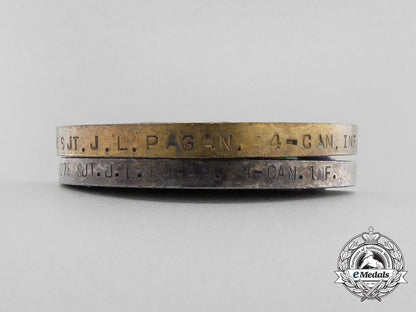 SJT. J. L. PAGAN. 4-CAN. INF
SJT. J. L. 4-CAN. INF.
eMedals